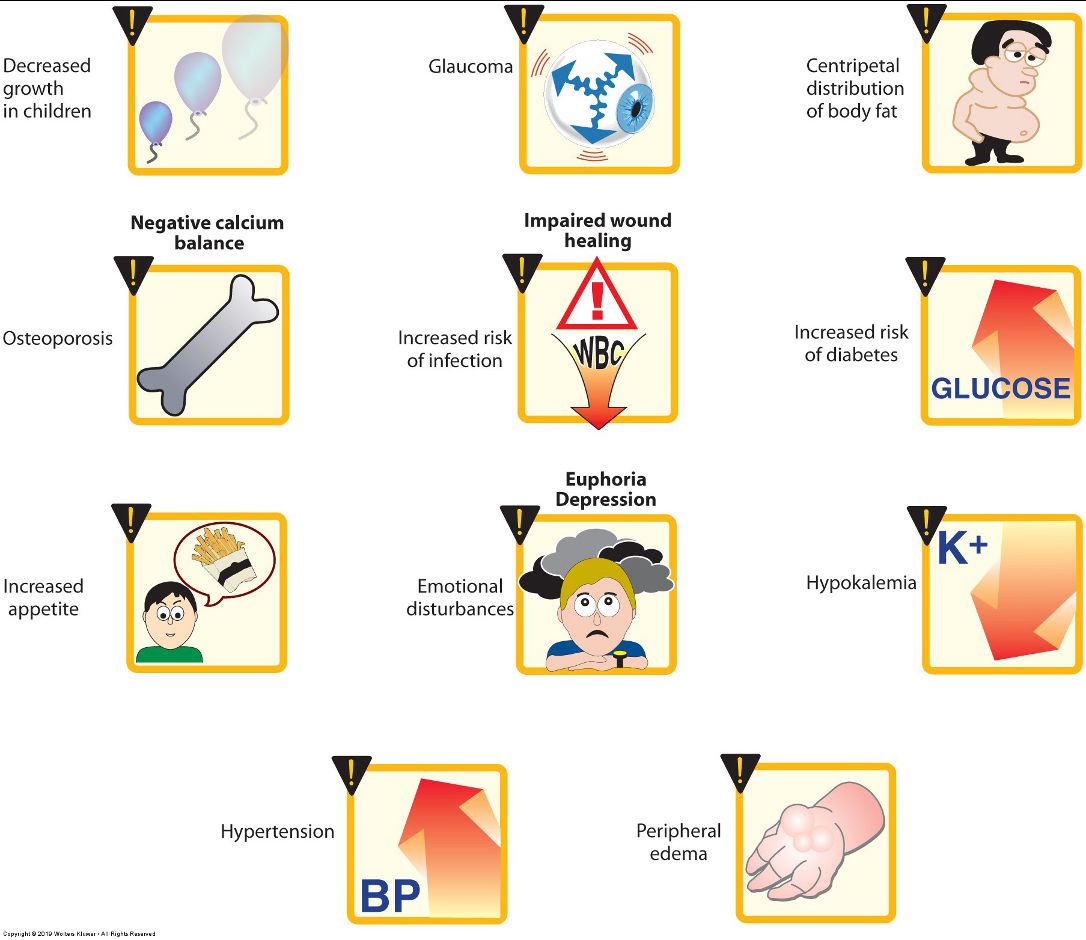 Decreased
growth
in children
Glaucoma
Centripetal
distribution
of body fat
Negative calcium
balance
Osteoporosis
Impaired wound
healing
Increased risk
of infection
!
WBC
Increased risk
of diabetes
GLUCOSE
Increased
appetite
Euphoria
Depression
Emotional
disturbances
Hypokalemia
K+
Hypertension
BP
Peripheral
edema
Copyright © 2019 Wolters Kluwer • All Rights Reserved